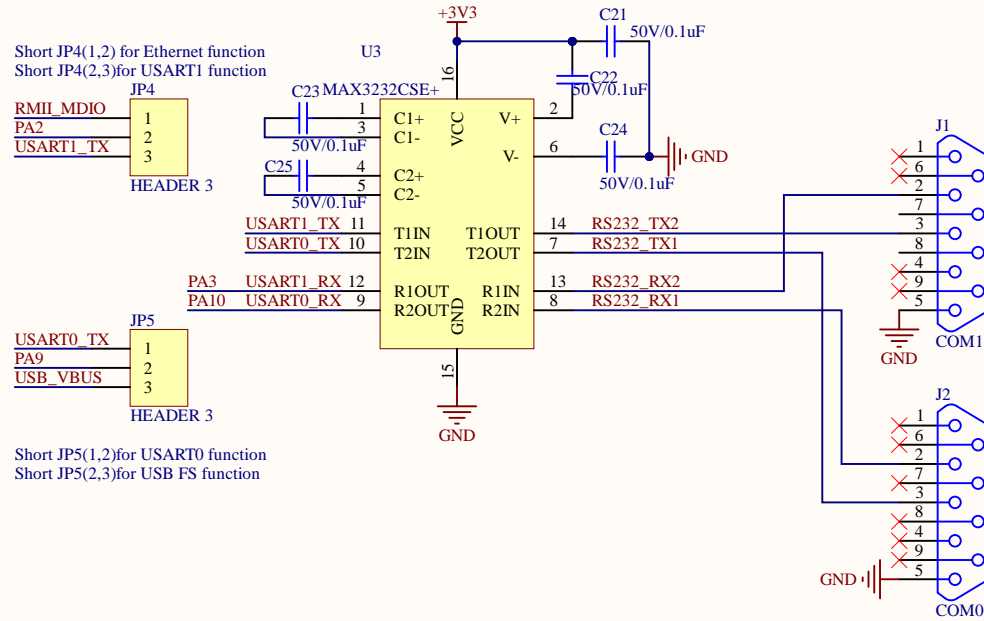 +3V3
C21
50V/0.1uF
C22
50V/0.1uF
Short JP4(1,2) for Ethernet function
Short JP4(2,3)for USART1 function
JP4
RMII_MDIO 1
PA2 2
USART1_TX 3
HEADER 3
U3
MAX3232CSE+
16
VCC
C23
50V/0.1uF
1 C1+
3 C1-
C25
50V/0.1uF
4 C2+
5 C2-
V+ 2
V- 6
C24
50V/0.1uF
GND
USART1_TX 11 T1IN
USART0_TX 10 T2IN
T1OUT 14 RS232_TX2
T2OUT 7 RS232_TX1
PA3 USART1_RX 12 R1OUT
PA10 USART0_RX 9 R2OUT
R1IN 13 RS232_RX2
R2IN 8 RS232_RX1
GND
15
GND
JP5
USART0_TX 1
PA9 2
USB_VBUS 3
HEADER 3
Short JP5(1,2)for USART0 function
Short JP5(2,3)for USB FS function
J1
1
6
2
7
3
8
4
9
5
GND
COM1
J2
1
6
2
7
3
8
4
9
5
GND
COM0